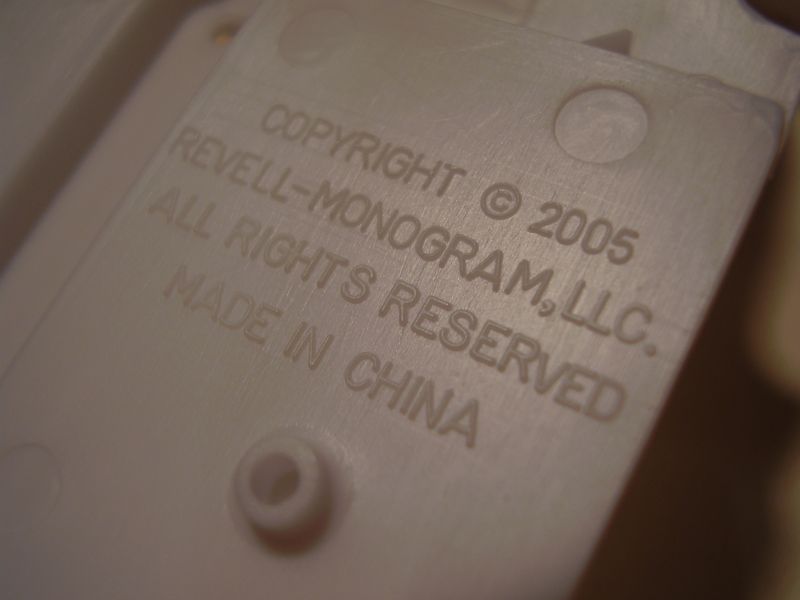 COPYRIGHT © 2005
REVELL-MONOGRAM, LLC.
ALL RIGHTS RESERVED
MADE IN CHINA